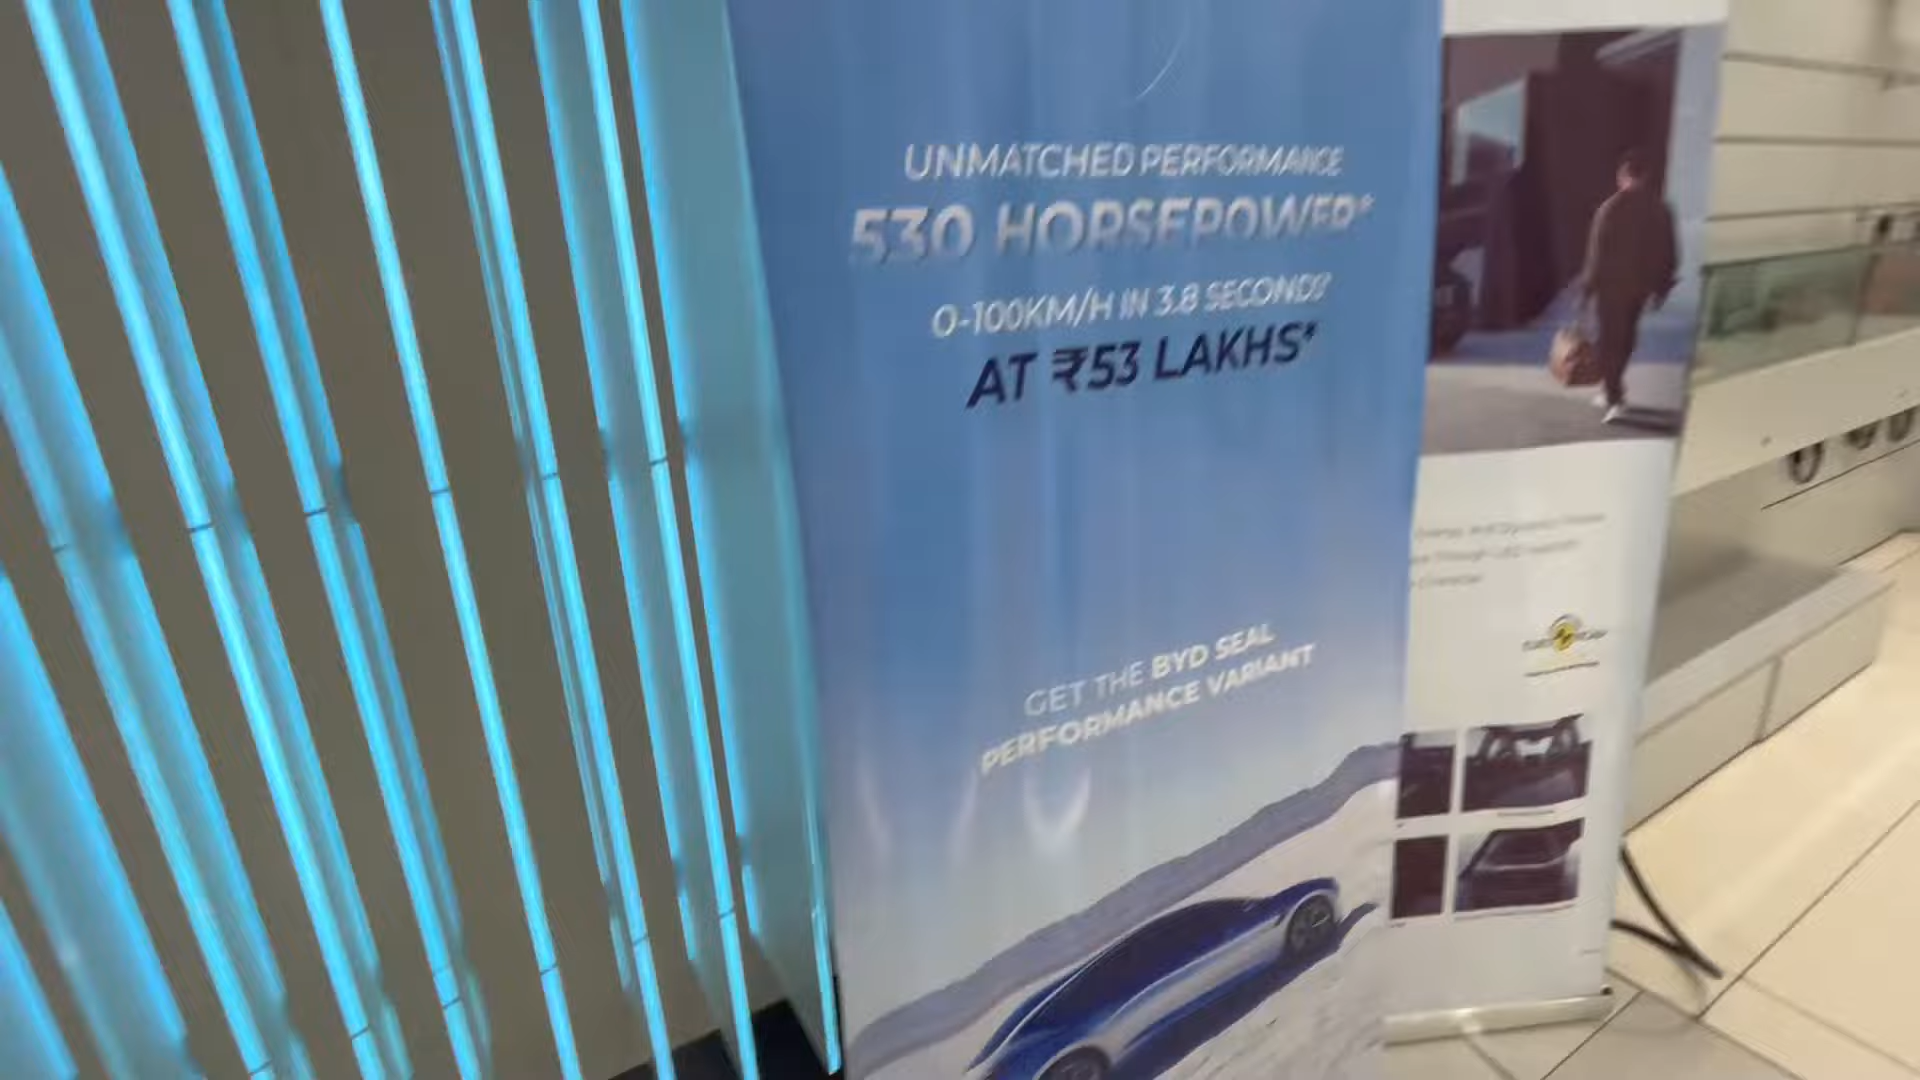 UNMATCHED PERFORMANCE
530 HORSEPOWER*
0-100KM/H IN 3.8 SECONDS*
AT ₹53 LAKHS*
GET THE BYD SEAL
PERFORMANCE VARIANT